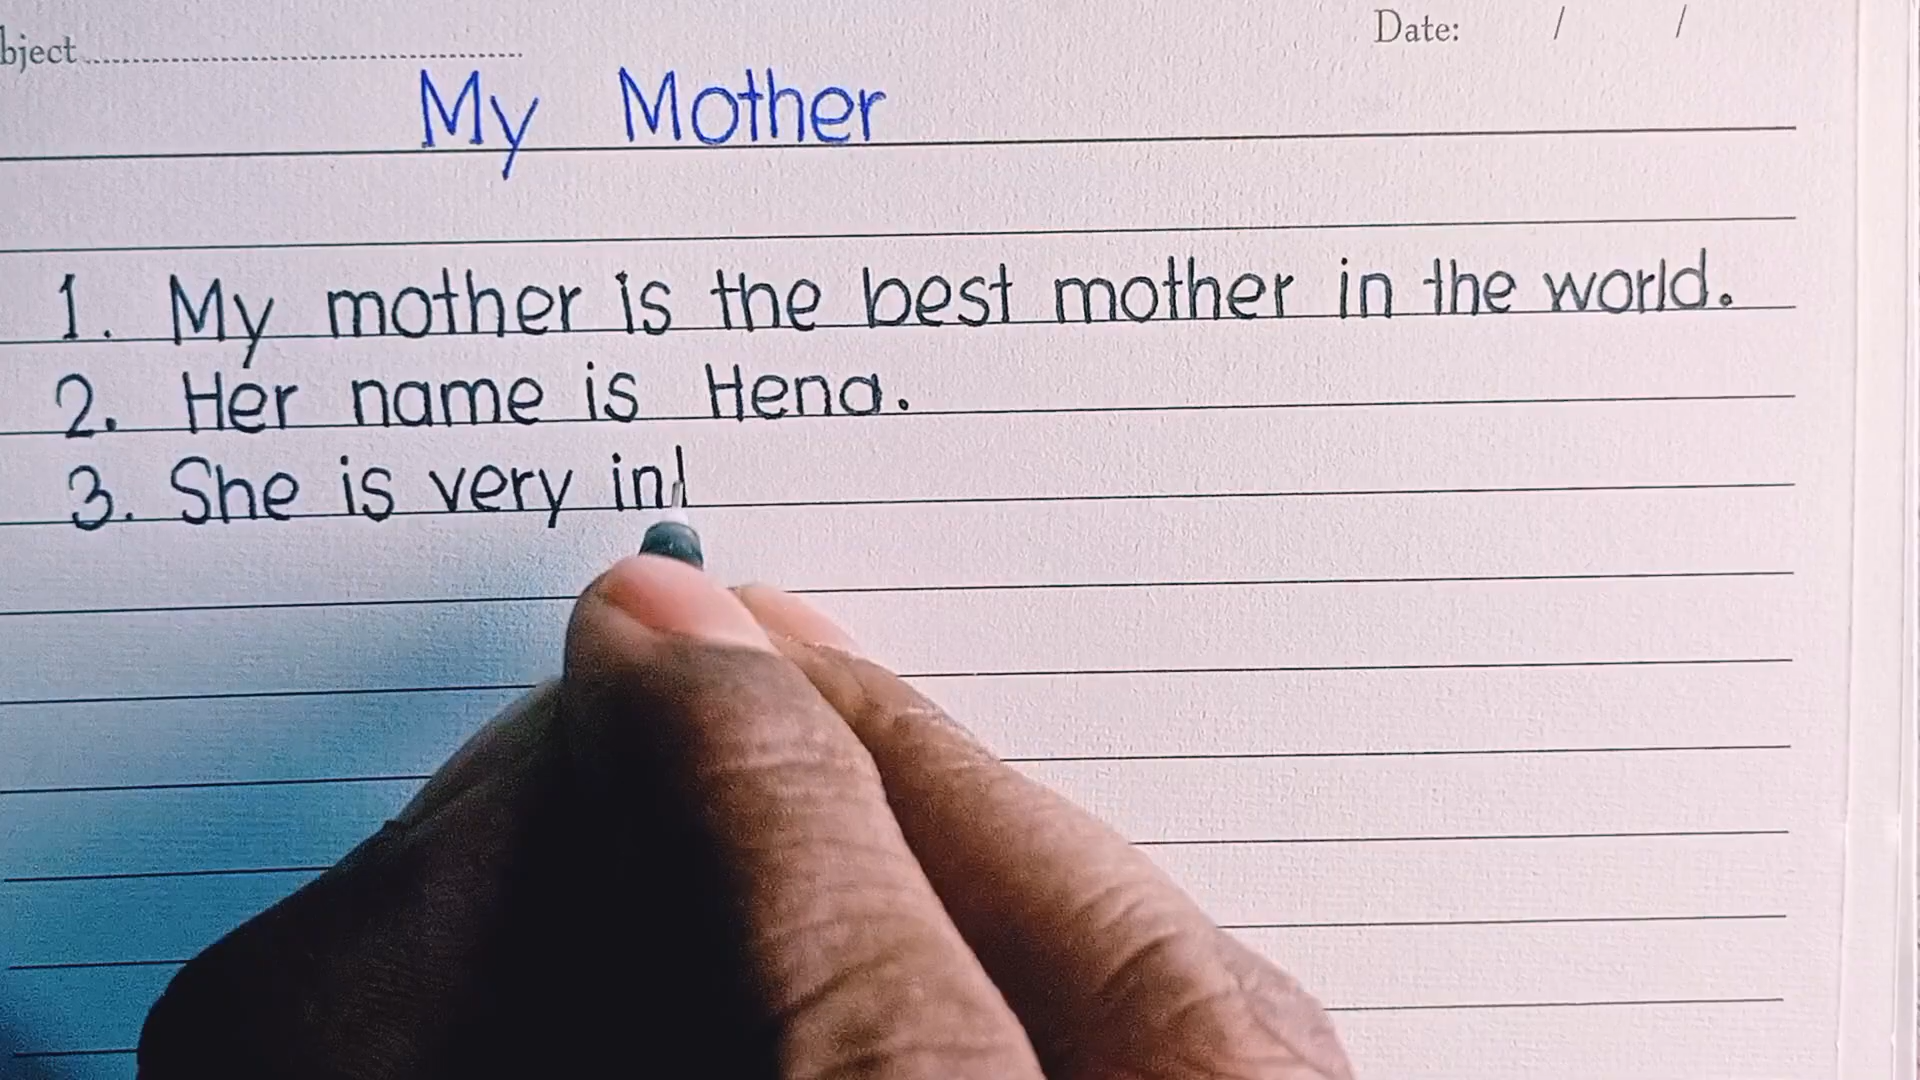 bject
Date: / /
My Mother
1. My mother is the best mother in the world.
2. Her name is Hena.
3. She is very in